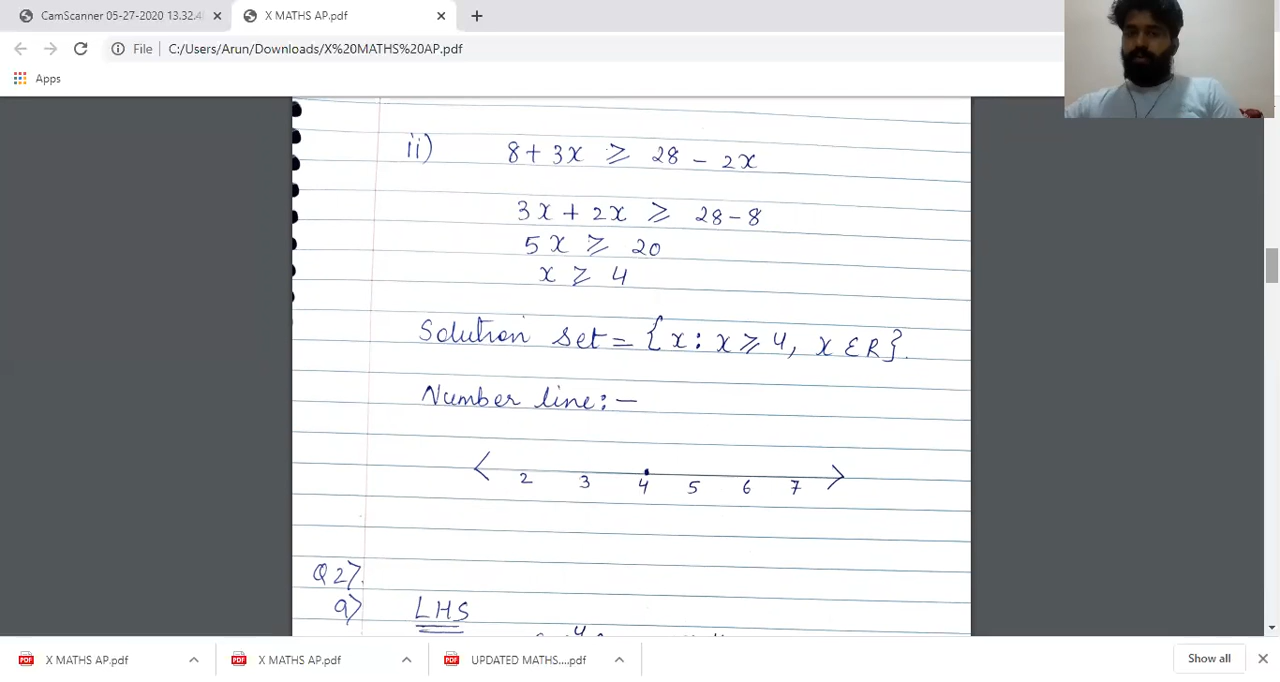 CamScanner 05-27-2020 13.32.4
X MATHS AP.pdf
File
C:/Users/Arun/Downloads/X%20MATHS%20AP.pdf
Apps
ii) 8 + 3x ≥ 28 - 2x
3x + 2x ≥ 28 - 8
5x ≥ 20
x ≥ 4
Solution set = {x : x ≥ 4, x ε R}.
Number line :-
2 3 4 5 6 7
Q27.
a) LHS
X MATHS AP.pdf
X MATHS AP.pdf
UPDATED MATHS....pdf
Show all